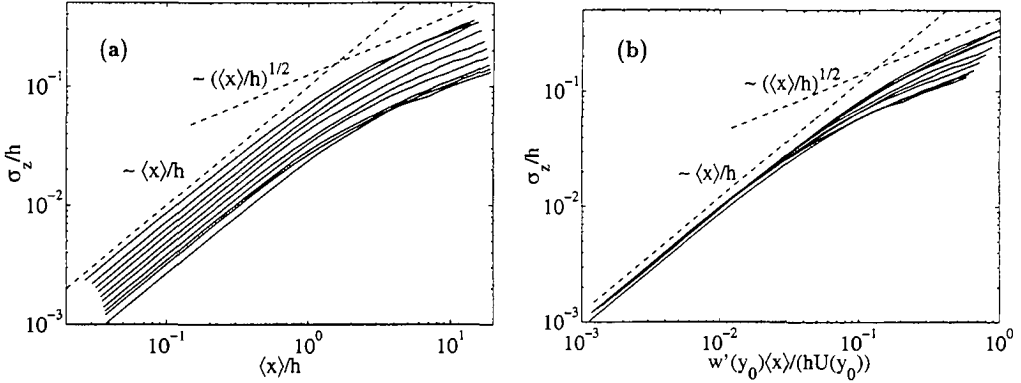 (a)
~ (⟨x⟩/h)^{1/2}
~ ⟨x⟩/h
σ_z/h
10^{-1}
10^{-2}
10^{-3}
10^{-1}
10^{0}
10^{1}
⟨x⟩/h
(b)
~ (⟨x⟩/h)^{1/2}
~ ⟨x⟩/h
σ_z/h
10^{-1}
10^{-2}
10^{-3}
10^{-3}
10^{-2}
10^{-1}
10^{0}
w'(y_0)⟨x⟩/(hU(y_0))